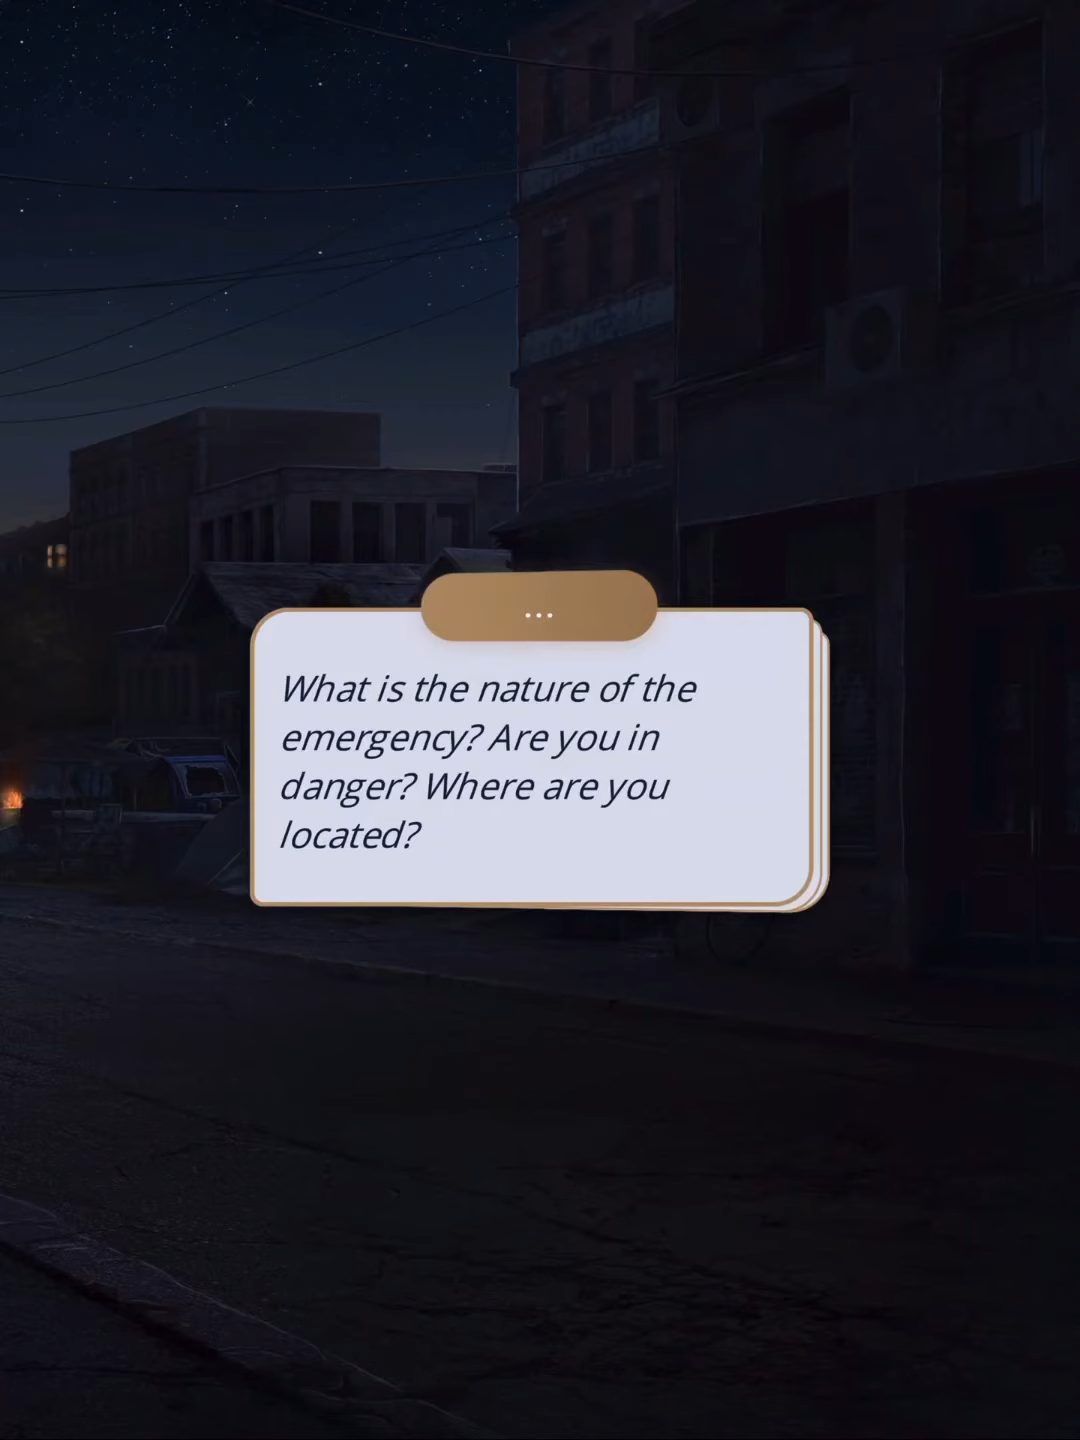 ...
What is the nature of the
emergency? Are you in
danger? Where are you
located?